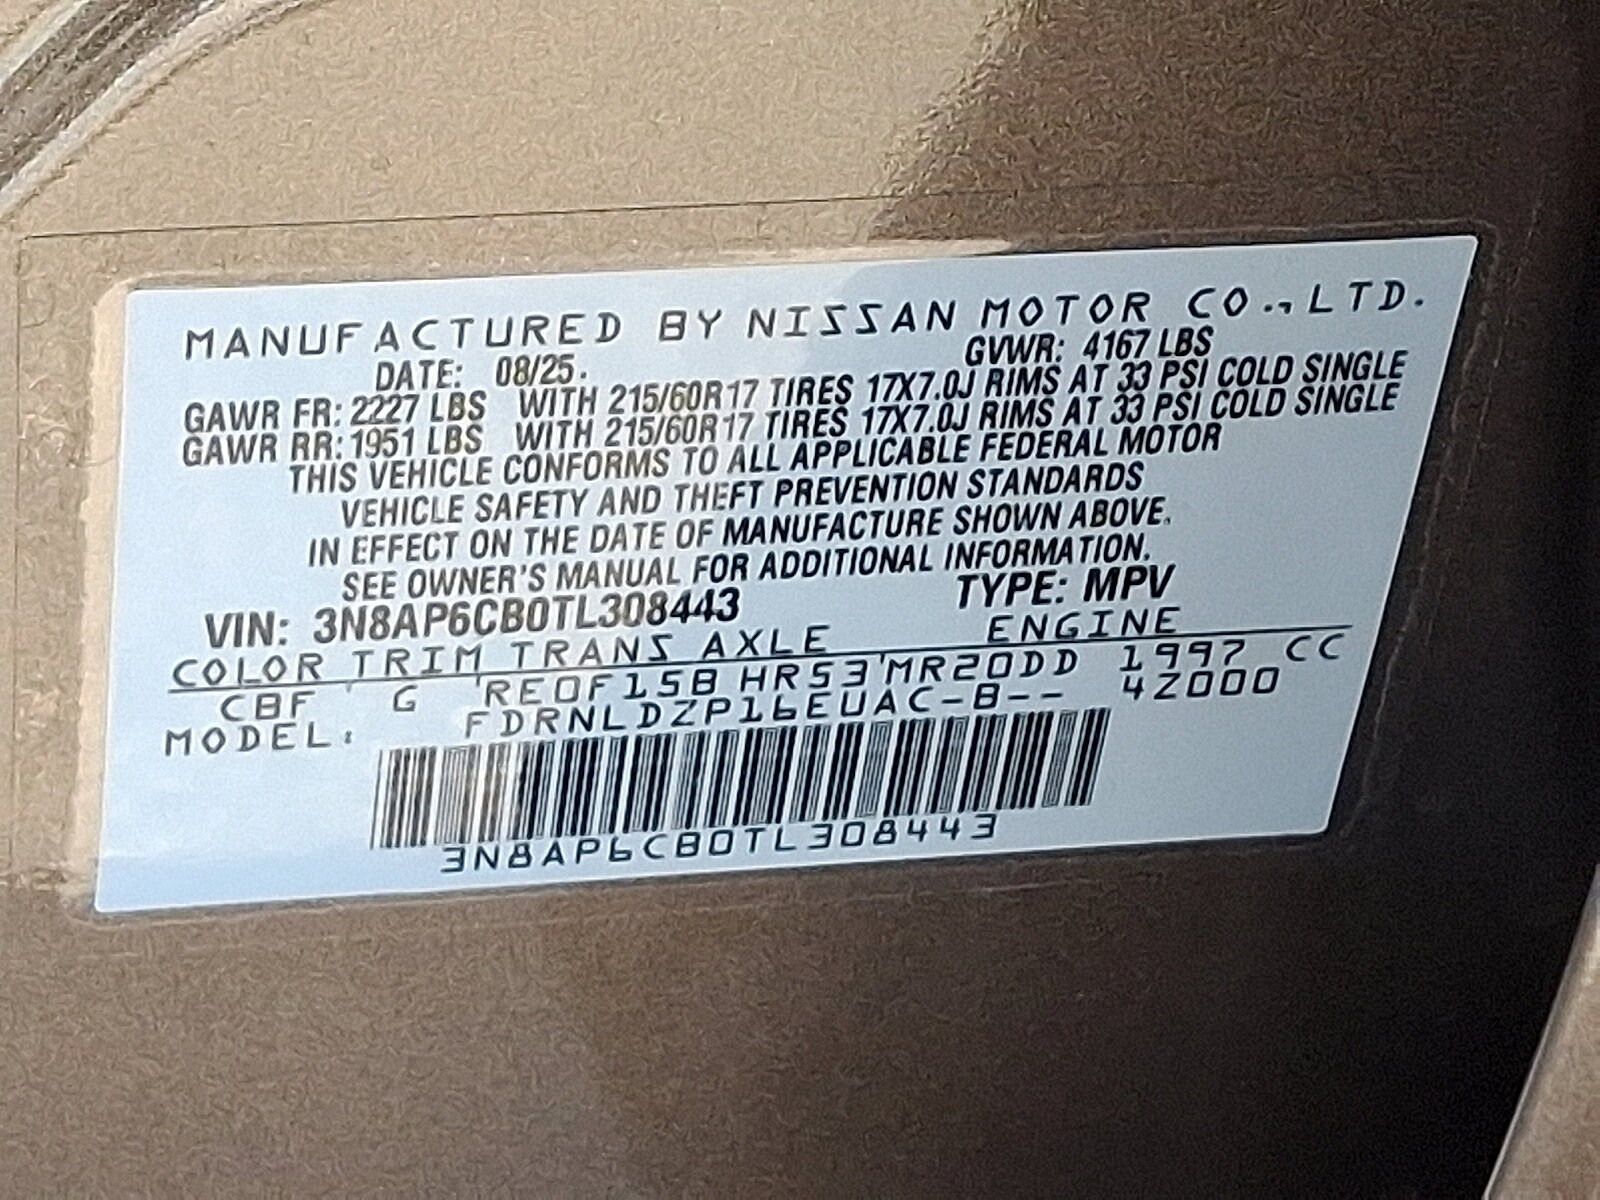 MANUFACTURED BY NISSAN MOTOR CO., LTD.
DATE: 08/25. GVWR: 4167 LBS
GAWR FR: 2227 LBS WITH 215/60R17 TIRES 17X7.0J RIMS AT 33 PSI COLD SINGLE
GAWR RR: 1951 LBS WITH 215/60R17 TIRES 17X7.0J RIMS AT 33 PSI COLD SINGLE
THIS VEHICLE CONFORMS TO ALL APPLICABLE FEDERAL MOTOR
VEHICLE SAFETY AND THEFT PREVENTION STANDARDS
IN EFFECT ON THE DATE OF MANUFACTURE SHOWN ABOVE.
SEE OWNER'S MANUAL FOR ADDITIONAL INFORMATION.
VIN: 3N8AP6CB0TL308443 TYPE: MPV
COLOR TRIM TRANS AXLE ENGINE
CBF G RE0F15B HR53 MR20DD 1997 CC
MODEL: FDRNLDZP16EUAC-B-- 42000
3N8AP6CB0TL308443